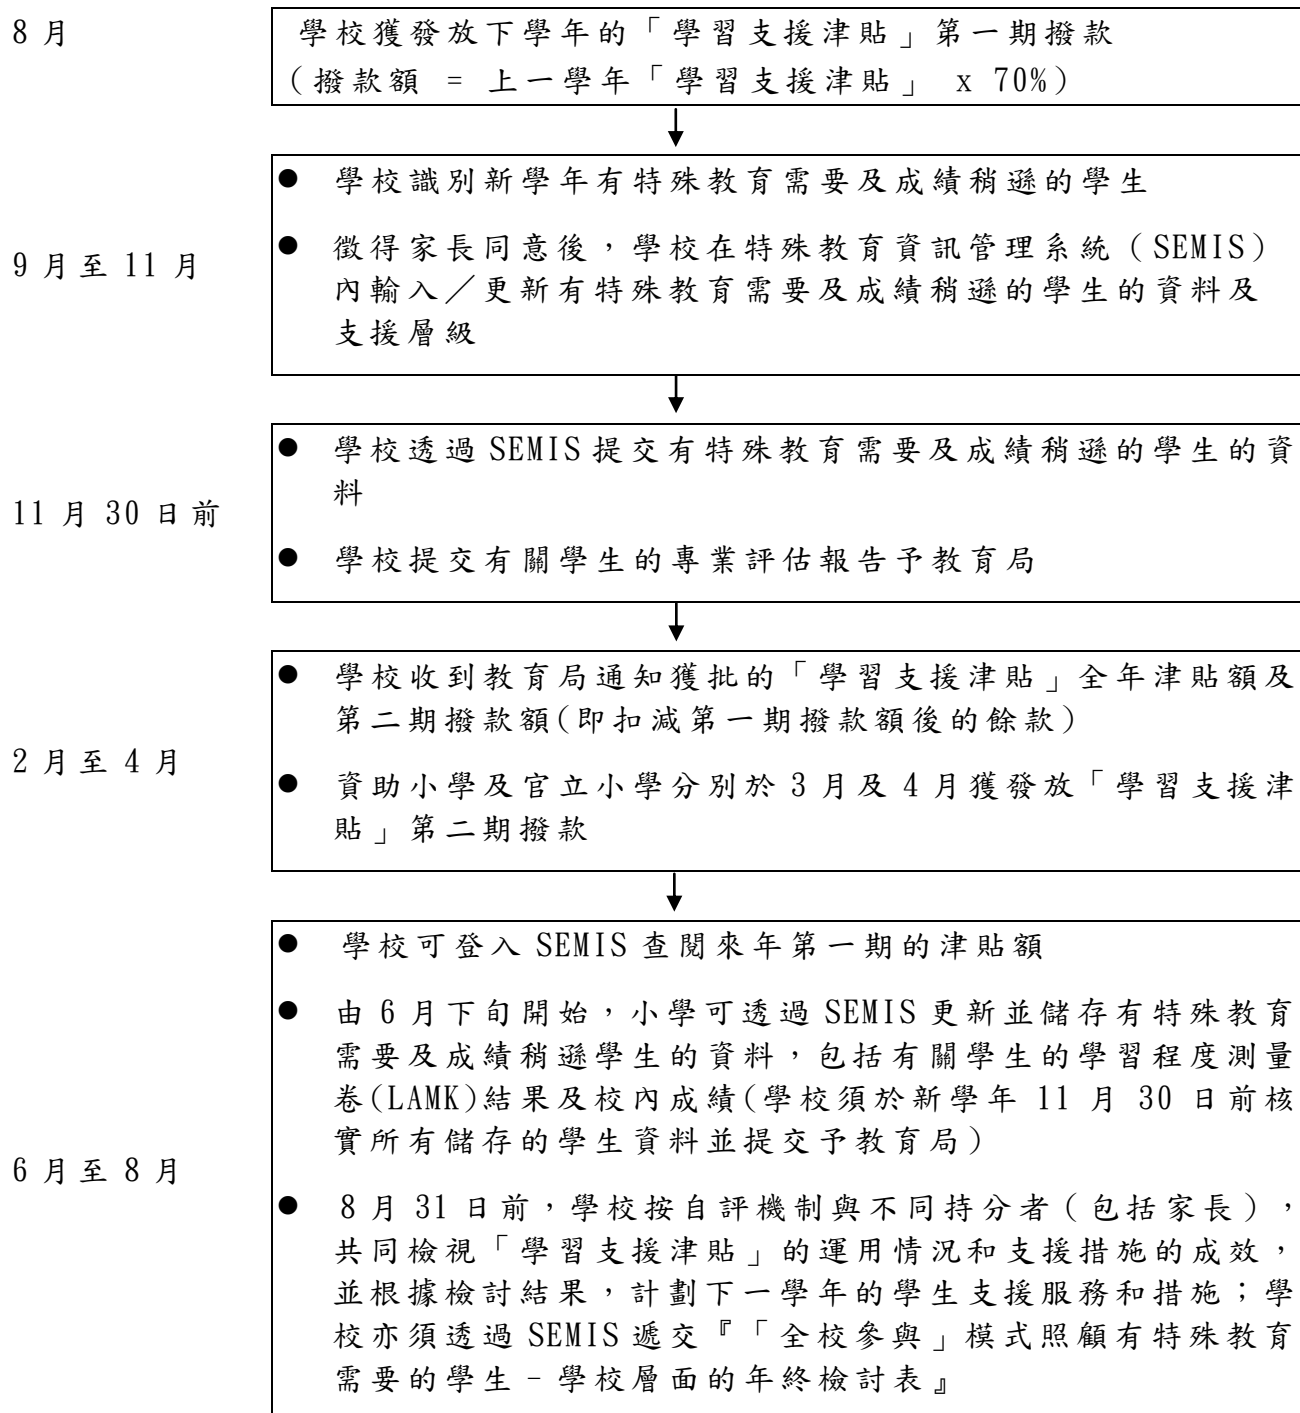 8 月
學校獲發放下學年的「學習支援津貼」第一期撥款
(撥款額 = 上一學年「學習支援津貼」 x 70%)
9 月至 11 月
● 學校識別新學年有特殊教育需要及成績稍遜的學生
● 徵得家長同意後，學校在特殊教育資訊管理系統（SEMIS）
內輸入／更新有特殊教育需要及成績稍遜的學生的資料及
支援層級
11 月 30 日前
● 學校透過 SEMIS 提交有特殊教育需要及成績稍遜的學生的資
料
● 學校提交有關學生的專業評估報告予教育局
2 月至 4 月
● 學校收到教育局通知獲批的「學習支援津貼」全年津貼額及
第二期撥款額(即扣減第一期撥款額後的餘款)
● 資助小學及官立小學分別於 3 月及 4 月獲發放「學習支援津
貼」第二期撥款
6 月至 8 月
● 學校可登入 SEMIS 查閱來年第一期的津貼額
● 由 6 月下旬開始，小學可透過 SEMIS 更新並儲存有特殊教育
需要及成績稍遜學生的資料，包括有關學生的學習程度測量
卷(LAMK)結果及校內成績(學校須於新學年 11 月 30 日前核
實所有儲存的學生資料並提交予教育局)
● 8 月 31 日前，學校按自評機制與不同持分者（包括家長），
共同檢視「學習支援津貼」的運用情況和支援措施的成效，
並根據檢討結果，計劃下一學年的學生支援服務和措施；學
校亦須透過 SEMIS 遞交『「全校參與」模式照顧有特殊教育
需要的學生 – 學校層面的年終檢討表』